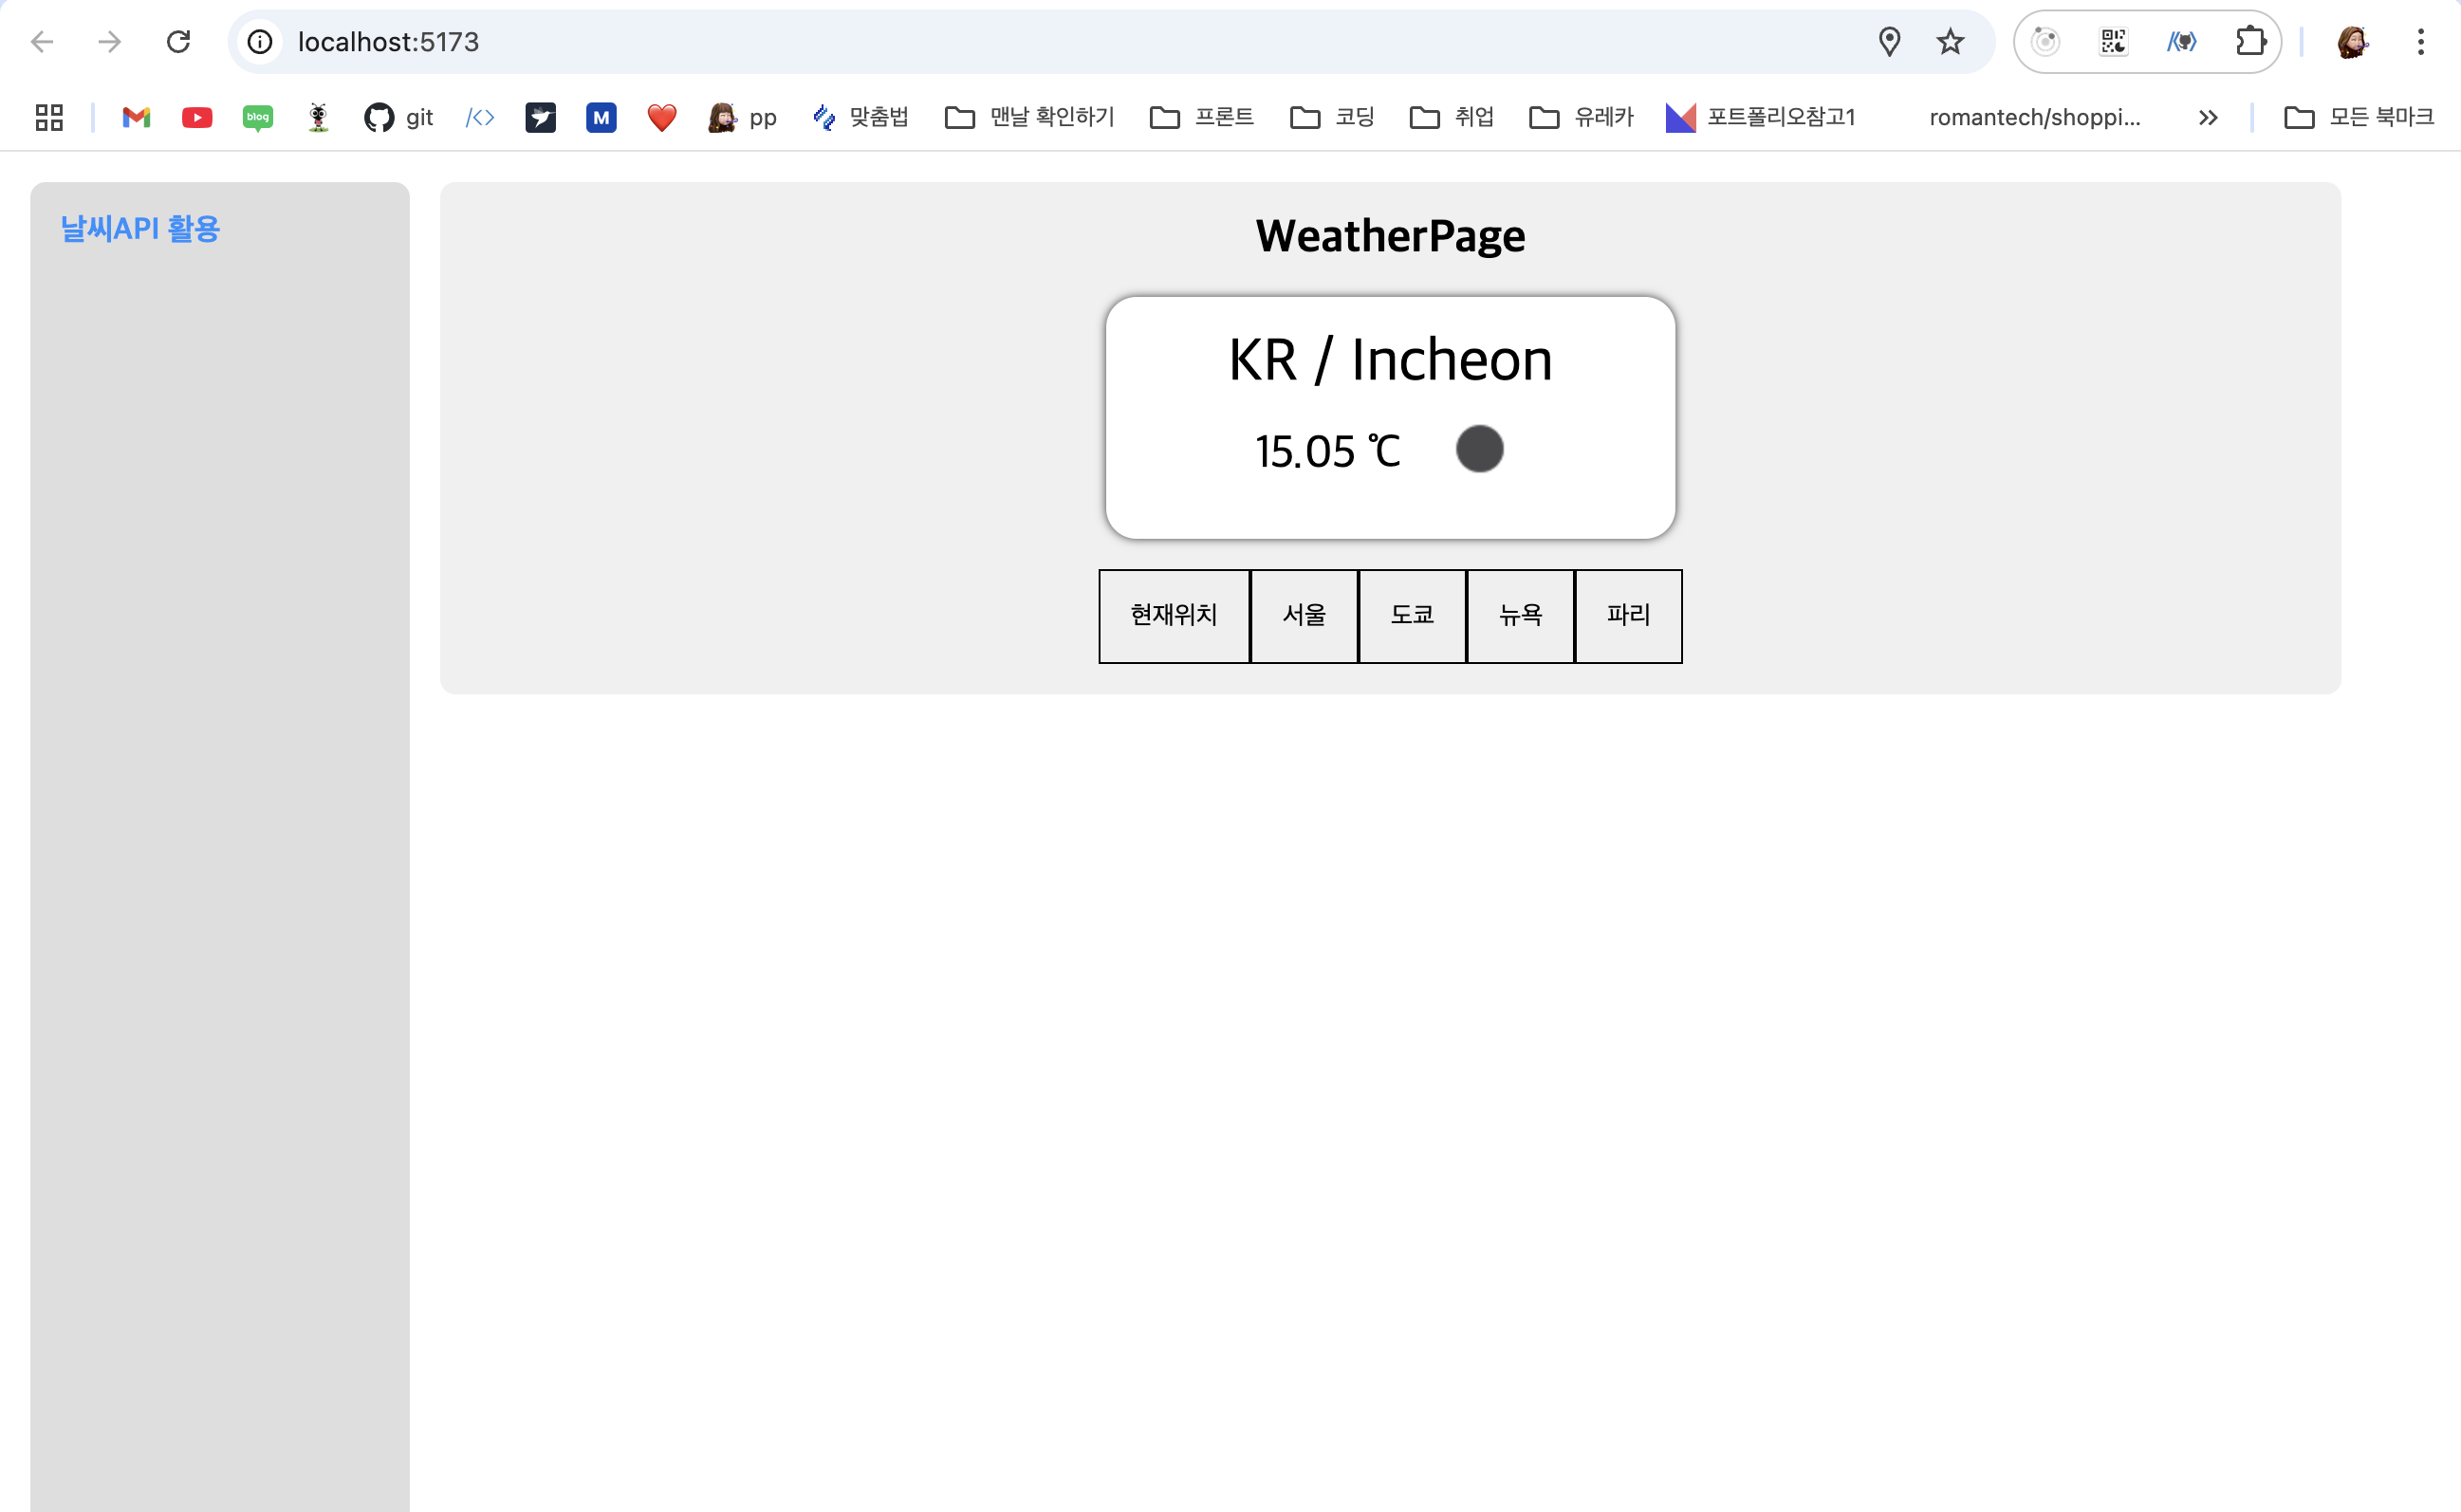 localhost:5173
blog git </> M pp 맞춤법 맨날 확인하기 프론트 코딩 취업 유레카 포트폴리오참고1 romantech/shoppi... » 모든 북마크
날씨API 활용
WeatherPage
KR / Incheon
15.05 ℃
현재위치 서울 도쿄 뉴욕 파리